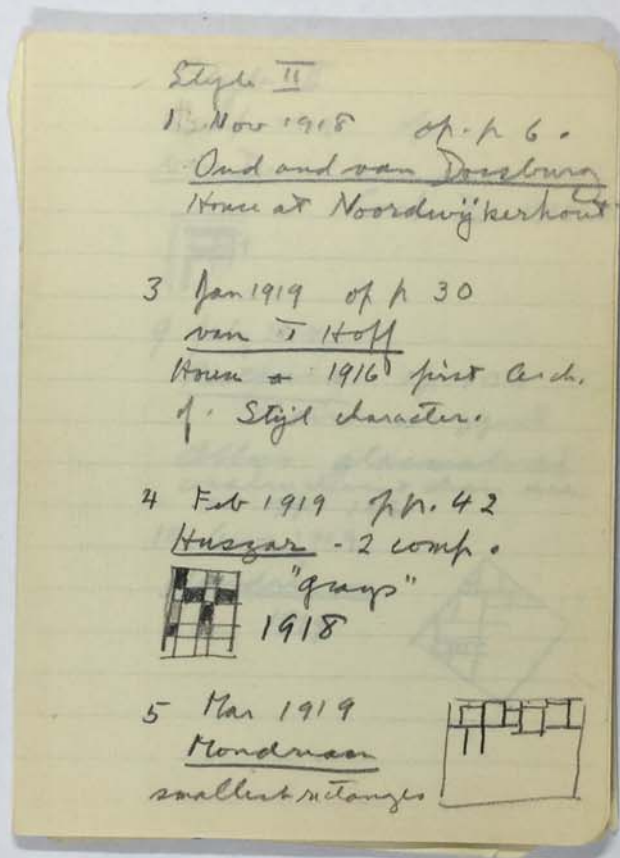 Style II
1. Nov 1918 op. p 6.
Oud and van Doesburg
House at Noordwijkerhout
3 Jan 1919 op p 30
van T Hoff
House 1916 first Arch.
of. Stijl character.
4 Feb 1919 op p. 42
Huszar - 2 comp.
"grays"
1918
5 Mar 1919
Mondriaan
smallest rectanges